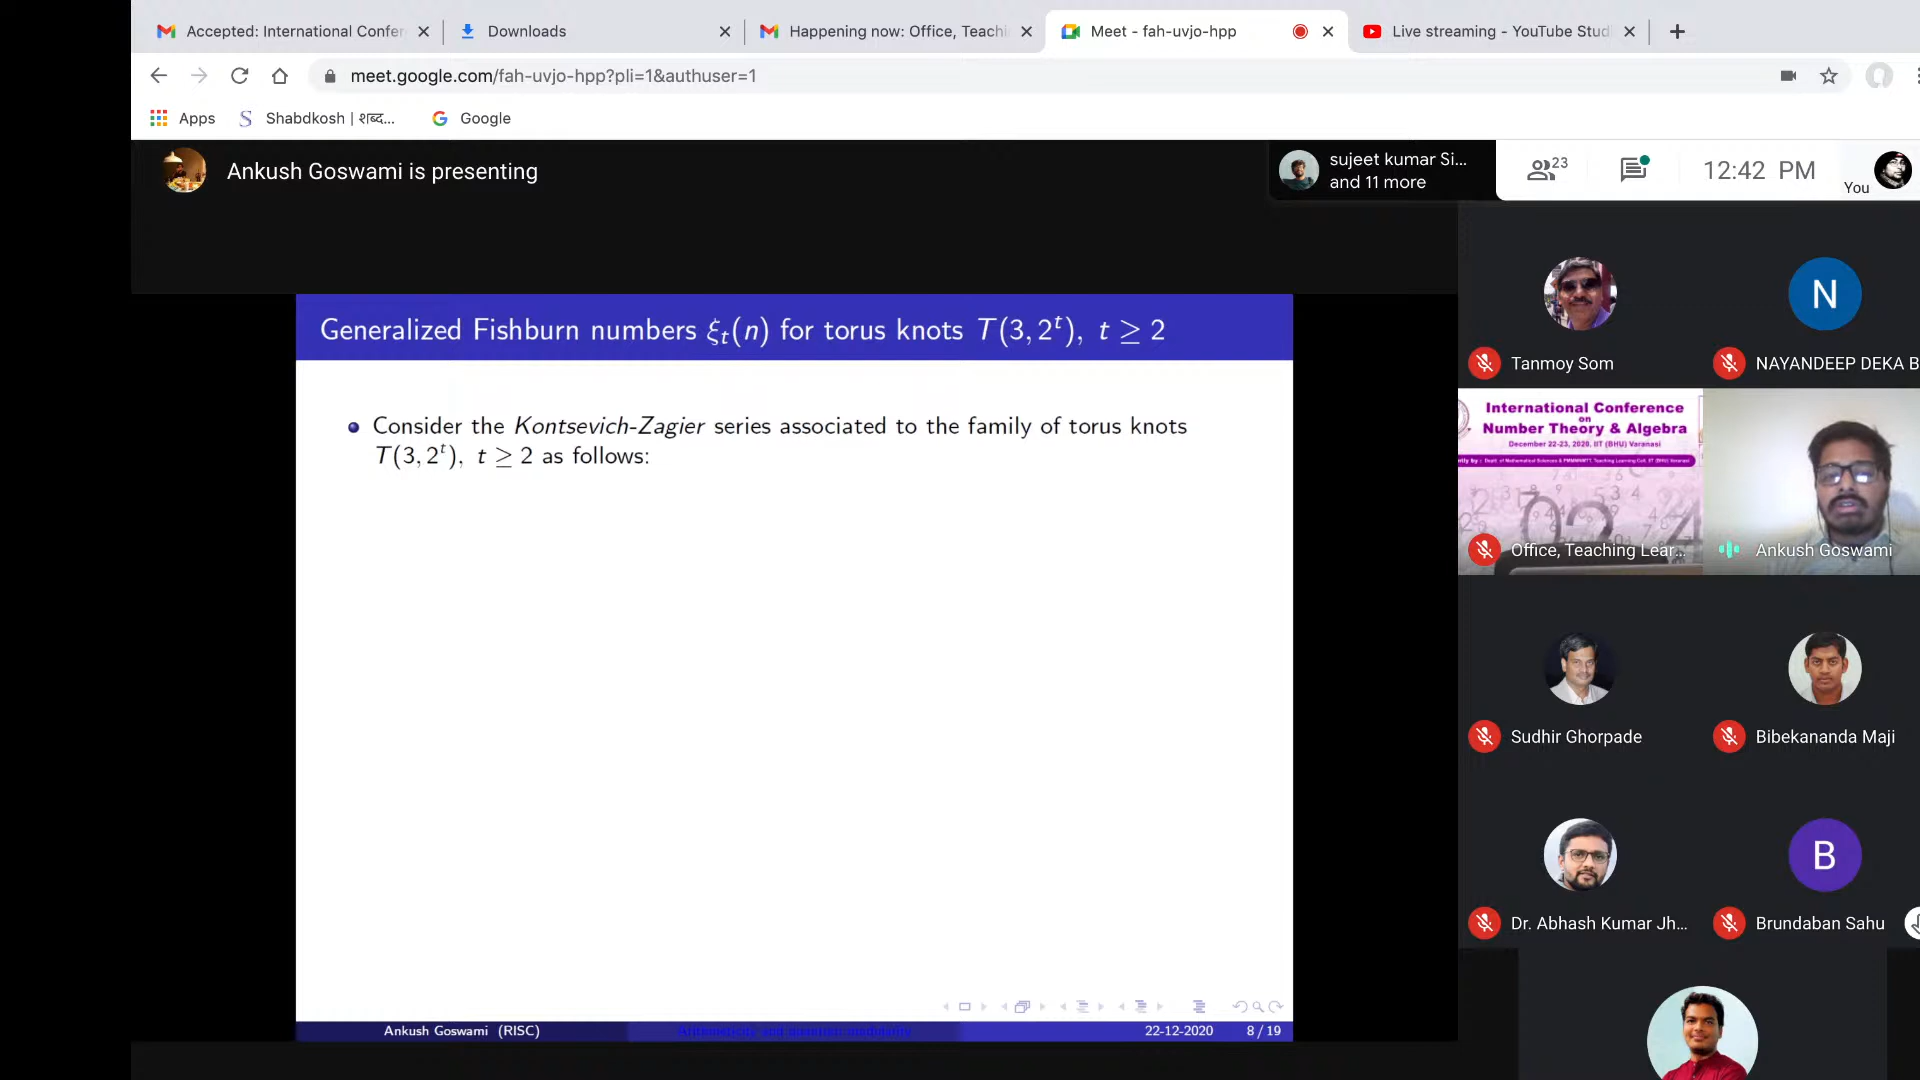 Accepted: International Confer
Downloads
Happening now: Office, Teachi
Meet - fah-uvjo-hpp
Live streaming - YouTube Stud
meet.google.com/fah-uvjo-hpp?pli=1&authuser=1
Apps
Shabdkosh | शब्द...
Google
Ankush Goswami is presenting
sujeet kumar Si...
and 11 more
23
12:42 PM
You
Generalized Fishburn numbers ξₜ(n) for torus knots T(3, 2ᵗ), t ≥ 2
Consider the Kontsevich-Zagier series associated to the family of torus knots
T(3, 2ᵗ), t ≥ 2 as follows:
Tanmoy Som
N
NAYANDEEP DEKA B
International Conference
on
Number Theory & Algebra
December 22-23, 2020, IIT (BHU) Varanasi
Office, Teaching Lear...
Ankush Goswami
Sudhir Ghorpade
Bibekananda Maji
Dr. Abhash Kumar Jh...
B
Brundaban Sahu
Ankush Goswami (RISC)
22-12-2020
8 / 19